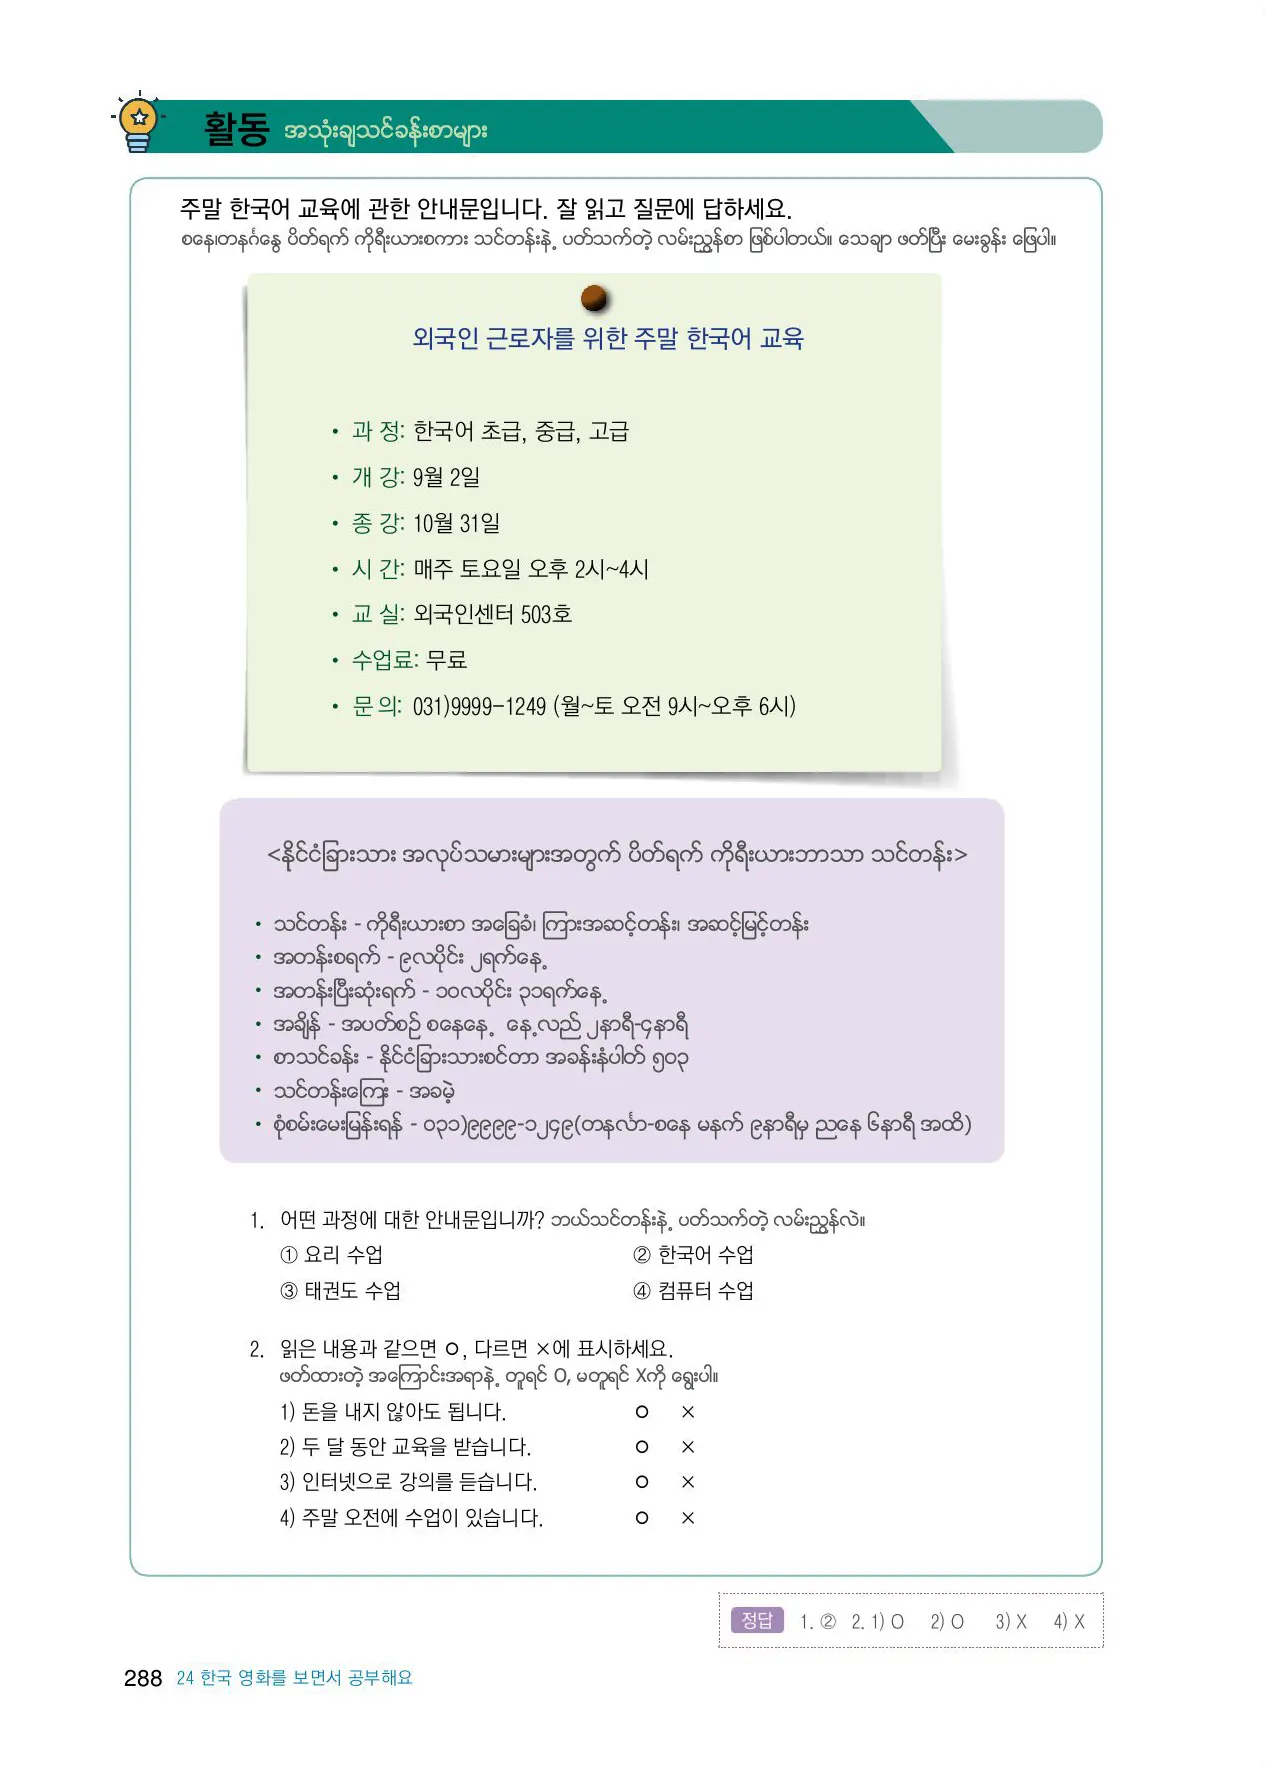 활동 အသုံးချသင်ခန်းစာများ
주말 한국어 교육에 관한 안내문입니다. 잘 읽고 질문에 답하세요.
စနေ၊တနင်္ဂနွေ ပိတ်ရက် ကိုရီးယားစကား သင်တန်းနဲ့ ပတ်သက်တဲ့ လမ်းညွှန်စာ ဖြစ်ပါတယ်။ သေချာ ဖတ်ပြီး မေးခွန်း ဖြေပါ။
외국인 근로자를 위한 주말 한국어 교육
• 과 정: 한국어 초급, 중급, 고급
• 개 강: 9월 2일
• 종 강: 10월 31일
• 시 간: 매주 토요일 오후 2시~4시
• 교 실: 외국인센터 503호
• 수업료: 무료
• 문 의: 031)9999-1249 (월~토 오전 9시~오후 6시)
<နိုင်ငံခြားသား အလုပ်သမားများအတွက် ပိတ်ရက် ကိုရီးယားဘာသာ သင်တန်း>
• သင်တန်း - ကိုရီးယားစာ အခြေခံ၊ ကြားအဆင့်တန်း၊ အဆင့်မြင့်တန်း
• အတန်းစရက် - ၉လပိုင်း ၂ရက်နေ့
• အတန်းပြီးဆုံးရက် - ၁၀လပိုင်း ၃၁ရက်နေ့
• အချိန် - အပတ်စဉ် စနေနေ့ နေ့လည် ၂နာရီ-၄နာရီ
• စာသင်ခန်း - နိုင်ငံခြားသားစင်တာ အခန်းနံပါတ် ၅၀၃
• သင်တန်းကြေး - အခမဲ့
• စုံစမ်းမေးမြန်းရန် - ၀၃၁)၉၉၉၉-၁၂၄၉(တနင်္လာ-စနေ မနက် ၉နာရီမှ ညနေ ၆နာရီ အထိ)
1. 어떤 과정에 대한 안내문입니까? ဘယ်သင်တန်းနဲ့ ပတ်သက်တဲ့ လမ်းညွှန်လဲ။
① 요리 수업 ② 한국어 수업
③ 태권도 수업 ④ 컴퓨터 수업
2. 읽은 내용과 같으면 ㅇ, 다르면 ×에 표시하세요.
ဖတ်ထားတဲ့ အကြောင်းအရာနဲ့ တူရင် O, မတူရင် Xကို ရွေးပါ။
1) 돈을 내지 않아도 됩니다. ㅇ ×
2) 두 달 동안 교육을 받습니다. ㅇ ×
3) 인터넷으로 강의를 듣습니다. ㅇ ×
4) 주말 오전에 수업이 있습니다. ㅇ ×
정답 1. ② 2. 1) O 2) O 3) X 4) X
288 24 한국 영화를 보면서 공부해요